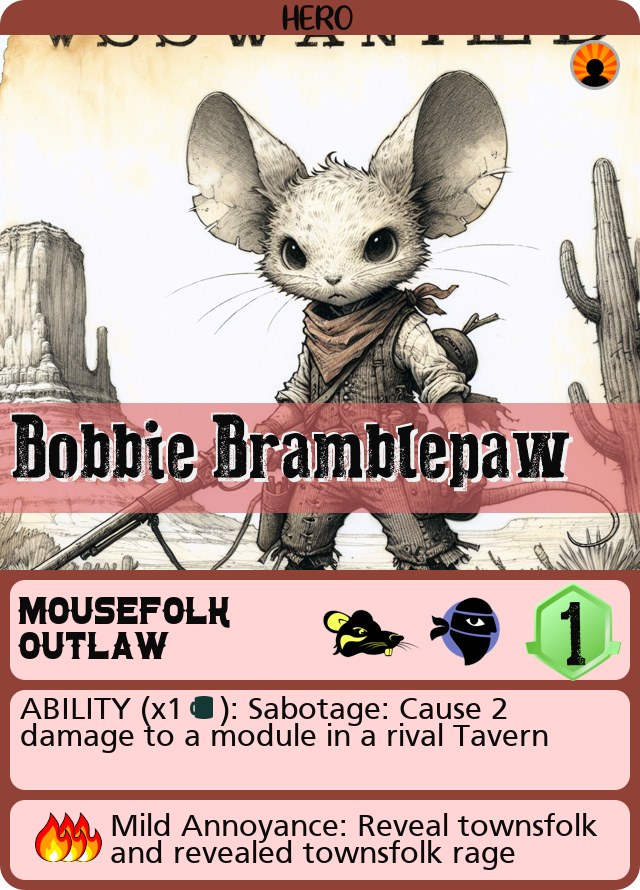 HERO
WANTED
Bobbie Bramblepaw
MOUSEFOLK
OUTLAW
1
ABILITY (x1 ): Sabotage: Cause 2
damage to a module in a rival Tavern
Mild Annoyance: Reveal townsfolk
and revealed townsfolk rage